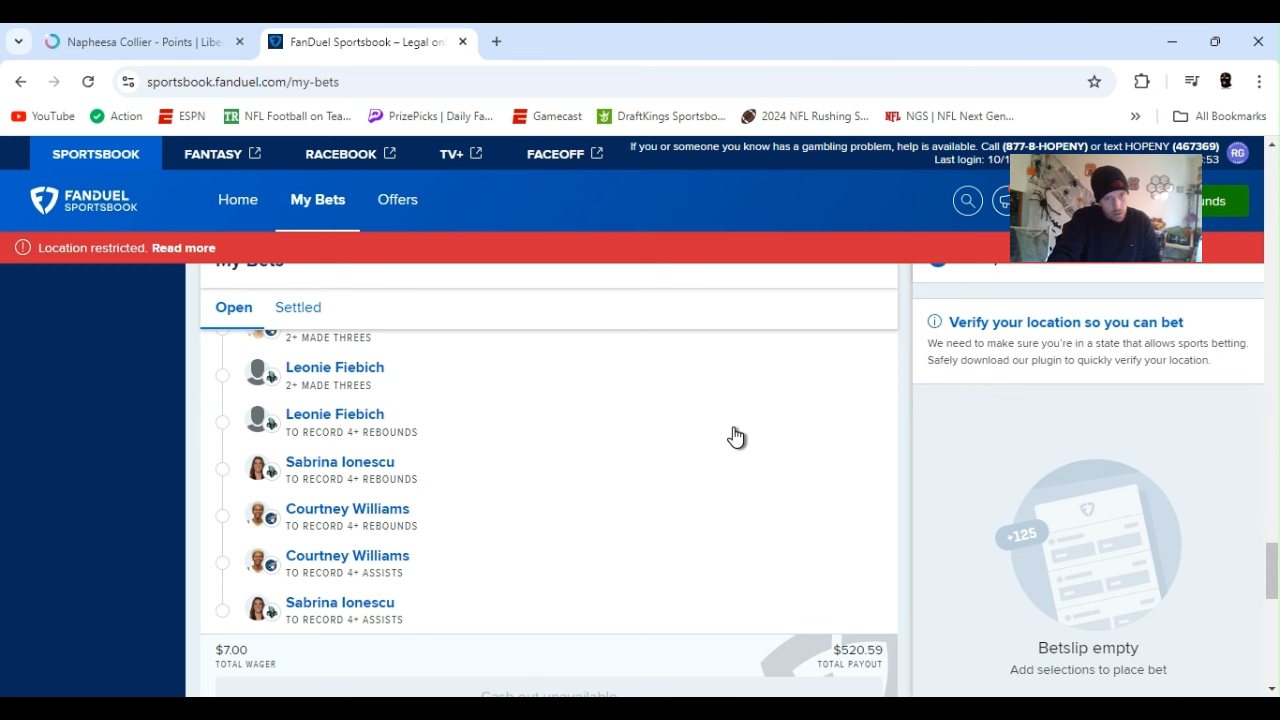 Napheesa Collier - Points | Libe
FanDuel Sportsbook – Legal on
sportsbook.fanduel.com/my-bets
YouTube
Action
ESPN
NFL Football on Tea...
PrizePicks | Daily Fa...
Gamecast
DraftKings Sportsbo...
2024 NFL Rushing S...
NFL NGS | NFL Next Gen...
All Bookmarks
SPORTSBOOK
FANTASY
RACEBOOK
TV+
FACEOFF
If you or someone you know has a gambling problem, help is available. Call (877-8-HOPENY) or text HOPENY (467369)
Last login: 10/1
:53
RG
FANDUEL
SPORTSBOOK
Home
My Bets
Offers
nds
Location restricted. Read more
My Bets
Open
Settled
2+ MADE THREES
Leonie Fiebich
2+ MADE THREES
Leonie Fiebich
TO RECORD 4+ REBOUNDS
Sabrina Ionescu
TO RECORD 4+ REBOUNDS
Courtney Williams
TO RECORD 4+ REBOUNDS
Courtney Williams
TO RECORD 4+ ASSISTS
Sabrina Ionescu
TO RECORD 4+ ASSISTS
$7.00
TOTAL WAGER
$520.59
TOTAL PAYOUT
Cash out unavailable
Verify your location so you can bet
We need to make sure you're in a state that allows sports betting.
Safely download our plugin to quickly verify your location.
+125
Betslip empty
Add selections to place bet